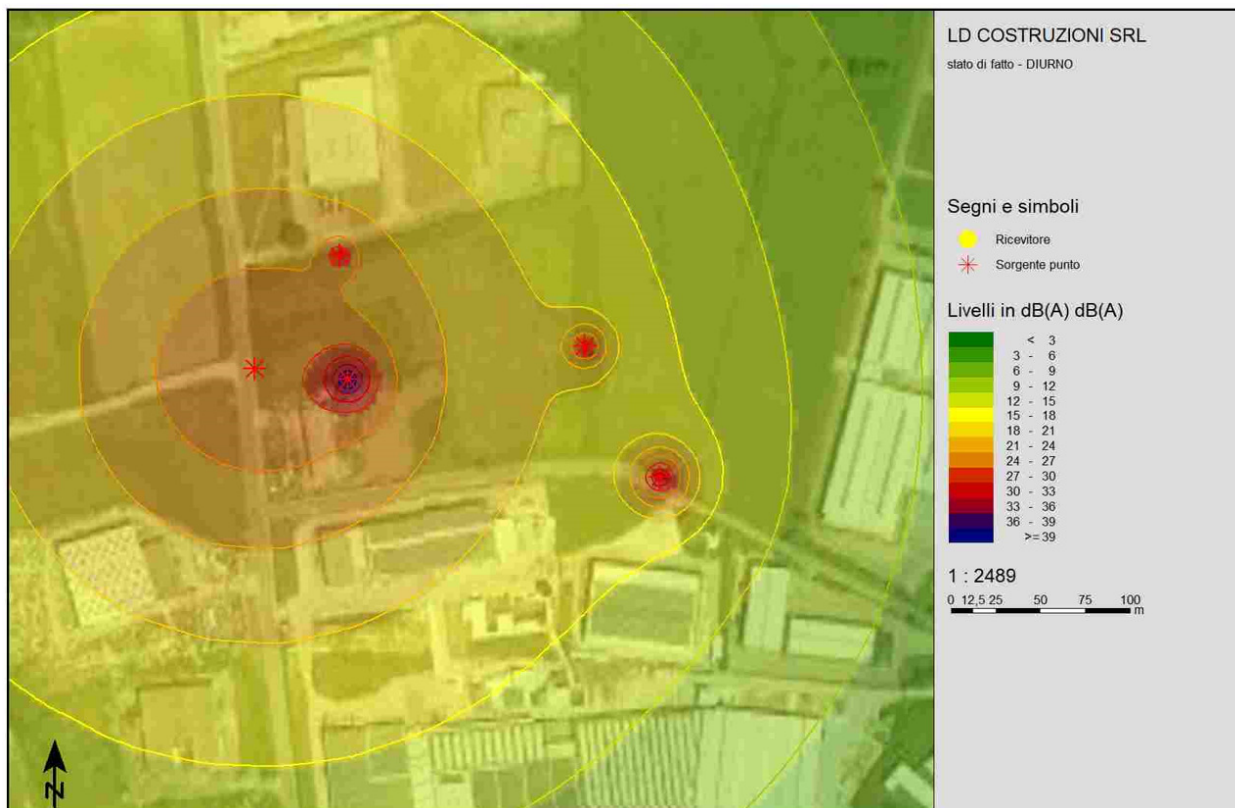 LD COSTRUZIONI SRL
stato di fatto - DIURNO
Segni e simboli
Ricevitore
Sorgente punto
Livelli in dB(A) dB(A)
< 3
3 - 6
6 - 9
9 - 12
12 - 15
15 - 18
18 - 21
21 - 24
24 - 27
27 - 30
30 - 33
33 - 36
36 - 39
>= 39
1 : 2489
0 12,5 25 50 75 100
m
N